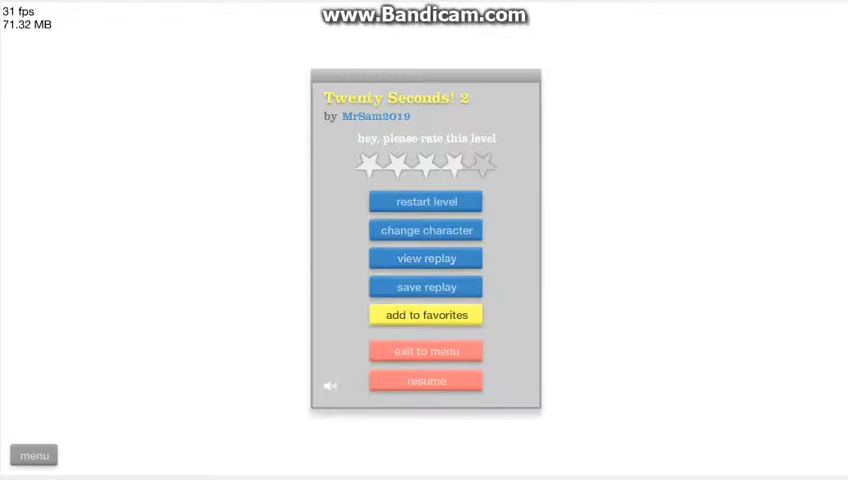 31 fps
71.32 MB
www.Bandicam.com
Twenty Seconds! 2
by MrSam2019
hey, please rate this level
restart level
change character
view replay
save replay
add to favorites
exit to menu
resume
menu